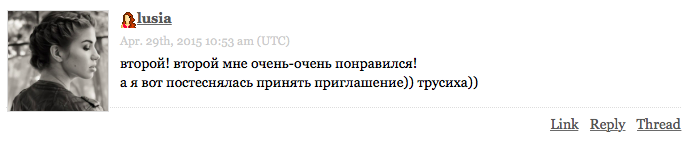 lusia
Apr. 29th, 2015 10:53 am (UTC)
второй! второй мне очень-очень понравился!
а я вот постеснялась принять приглашение)) трусиха))
Link Reply Thread